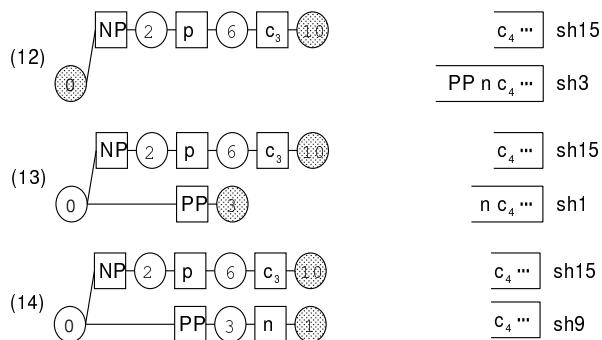 NP 2 p 6 c₃ 10 c₄ ··· sh15
(12)
0 PP n c₄ ··· sh3
NP 2 p 6 c₃ 10 c₄ ··· sh15
(13)
0 PP 3 n c₄ ··· sh1
NP 2 p 6 c₃ 10 c₄ ··· sh15
(14)
0 PP 3 n 1 c₄ ··· sh9